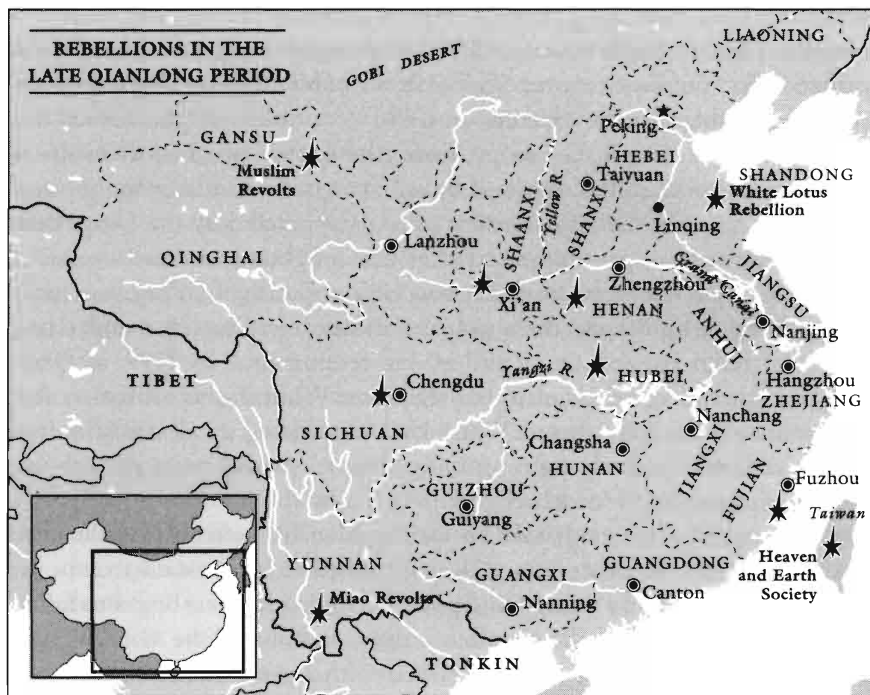 REBELLIONS IN THE
LATE QIANLONG PERIOD
GOBI DESERT
LIAONING
GANSU
Muslim
Revolts
Peking
HEBEI
Taiyuan
SHANDONG
White Lotus
Rebellion
Linqing
SHAANXI
Yellow R.
SHANXI
Lanzhou
QINGHAI
Xi'an
Zhengzhou
HENAN
Grand Canal
JIANGSU
ANHUI
Nanjing
TIBET
Chengdu
Yangzi R.
HUBEI
Hangzhou
ZHEJIANG
SICHUAN
Nanchang
Changsha
HUNAN
JIANGXI
GUIZHOU
Guiyang
Fuzhou
FUJIAN
Taiwan
YUNNAN
GUANGXI
GUANGDONG
Heaven
and Earth
Society
Miao Revolts
Nanning
Canton
TONKIN